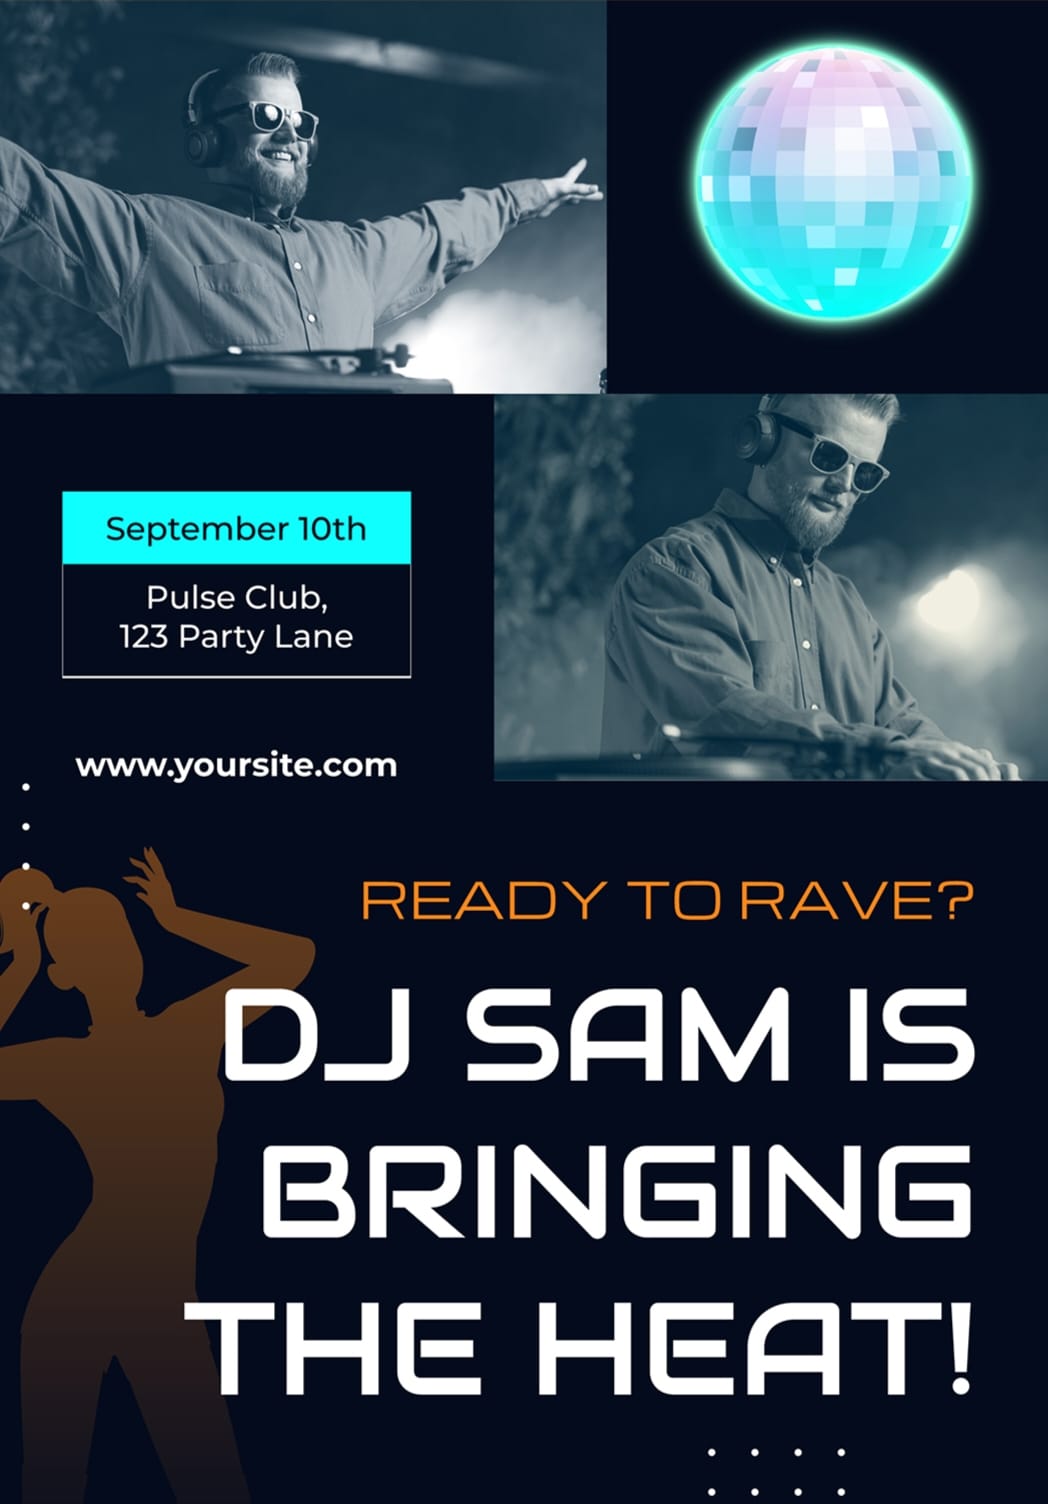 September 10th
Pulse Club,
123 Party Lane
www.yoursite.com
READY TO RAVE?
DJ SAM IS
BRINGING
THE HEAT!